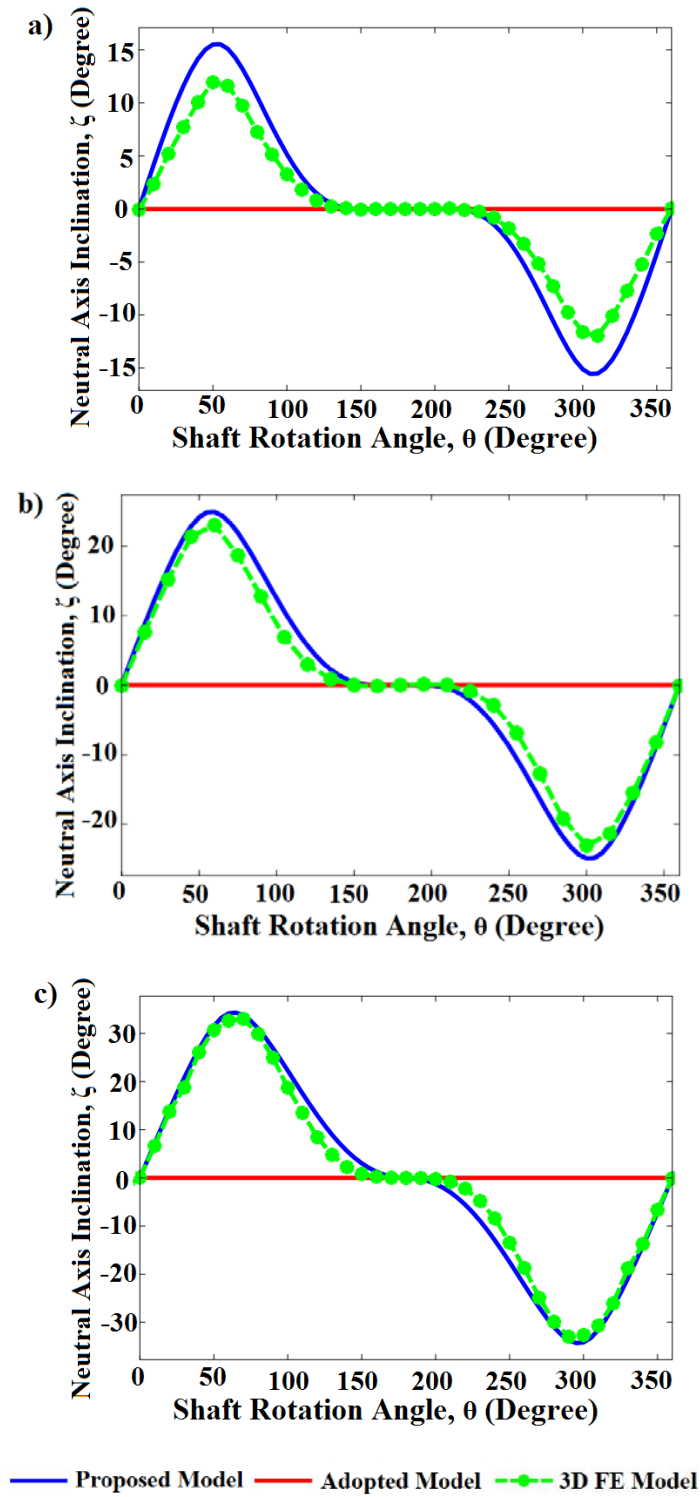 a)
Neutral Axis Inclination, ζ (Degree)
15
10
5
0
-5
-10
-15
0 50 100 150 200 250 300 350
Shaft Rotation Angle, θ (Degree)
b)
Neutral Axis Inclination, ζ (Degree)
20
10
0
-10
-20
0 50 100 150 200 250 300 350
Shaft Rotation Angle, θ (Degree)
c)
Neutral Axis Inclination, ζ (Degree)
30
20
10
0
-10
-20
-30
0 50 100 150 200 250 300 350
Shaft Rotation Angle, θ (Degree)
Proposed Model Adopted Model 3D FE Model